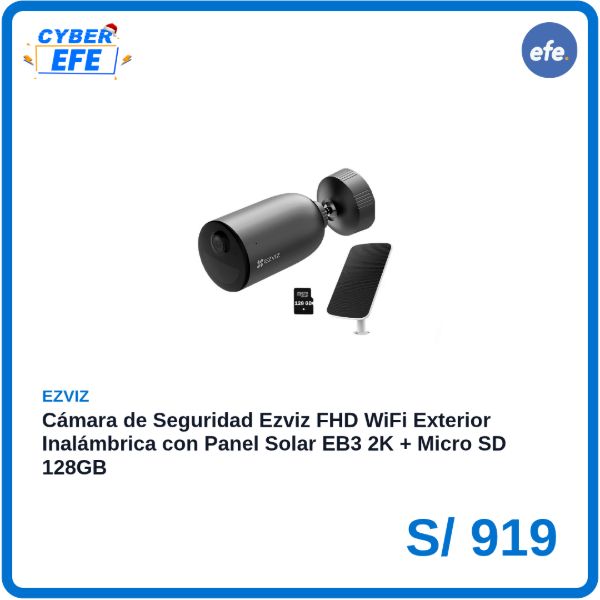 CYBER
EFE
efe.
EZVIZ
128 GB
EZVIZ
Cámara de Seguridad Ezviz FHD WiFi Exterior
Inalámbrica con Panel Solar EB3 2K + Micro SD
128GB
S/ 919